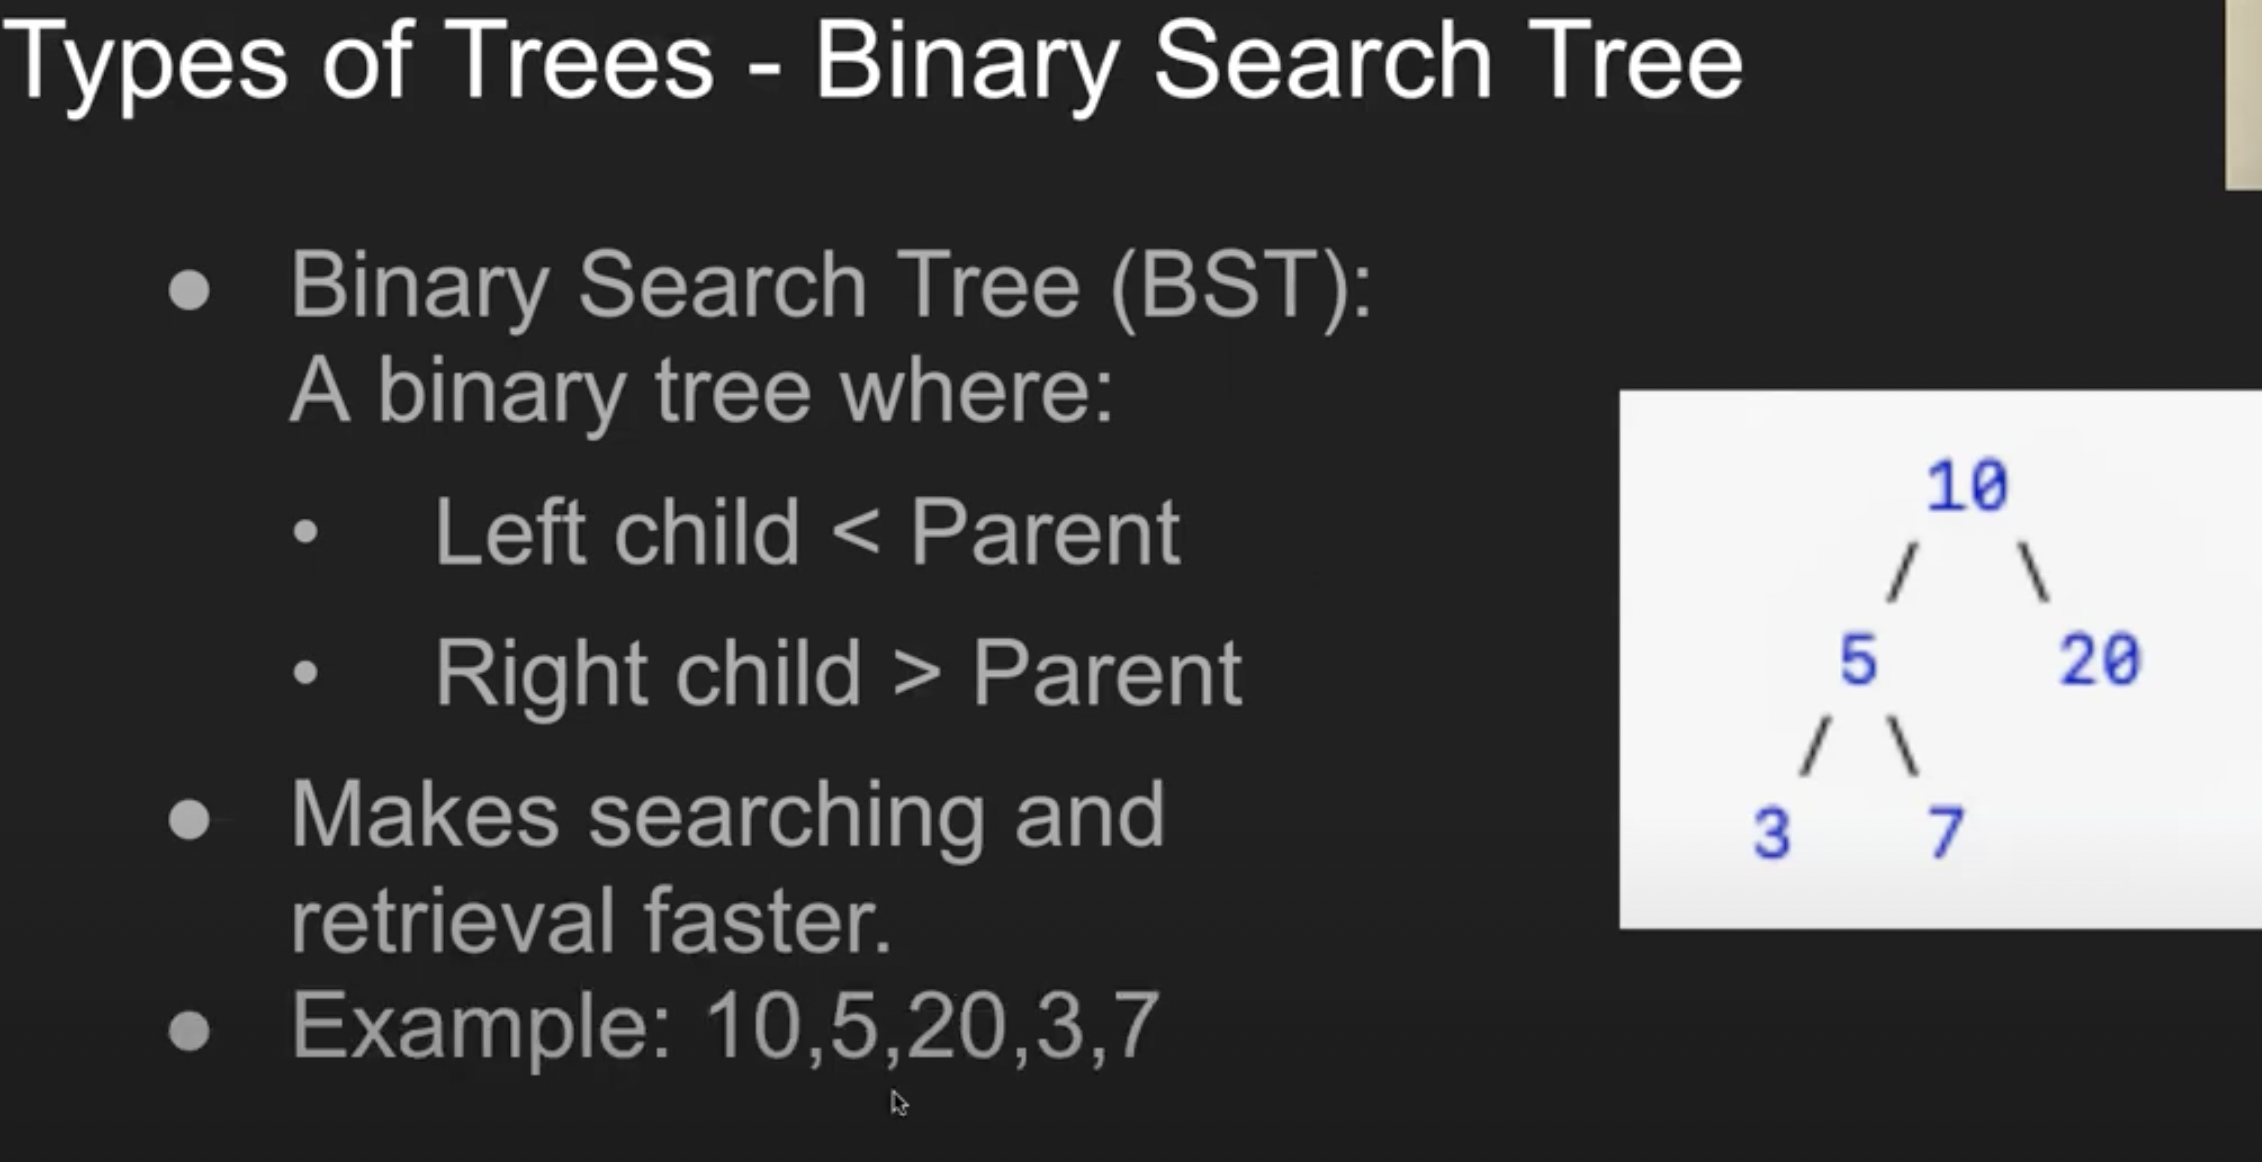 Types of Trees - Binary Search Tree
● Binary Search Tree (BST):
A binary tree where:
• Left child < Parent
• Right child > Parent
● Makes searching and
retrieval faster.
● Example: 10,5,20,3,7
10
/ \
5 20
/ \
3 7